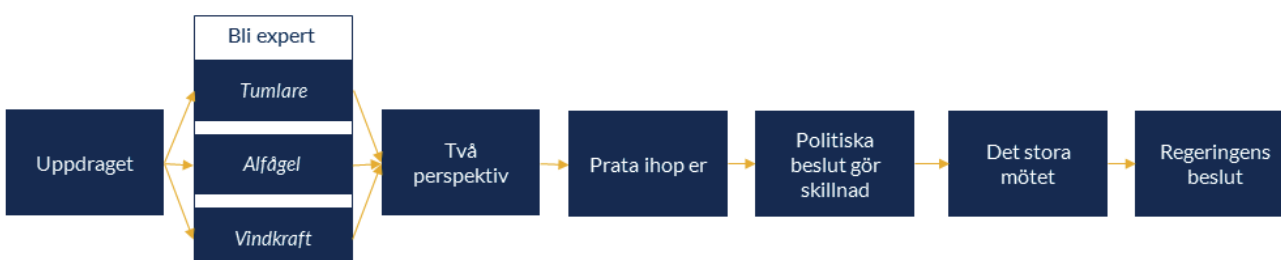 Uppdraget
Bli expert
Tumlare
Alfågel
Vindkraft
Två
perspektiv
Prata ihop er
Politiska
beslut gör
skillnad
Det stora
mötet
Regeringens
beslut